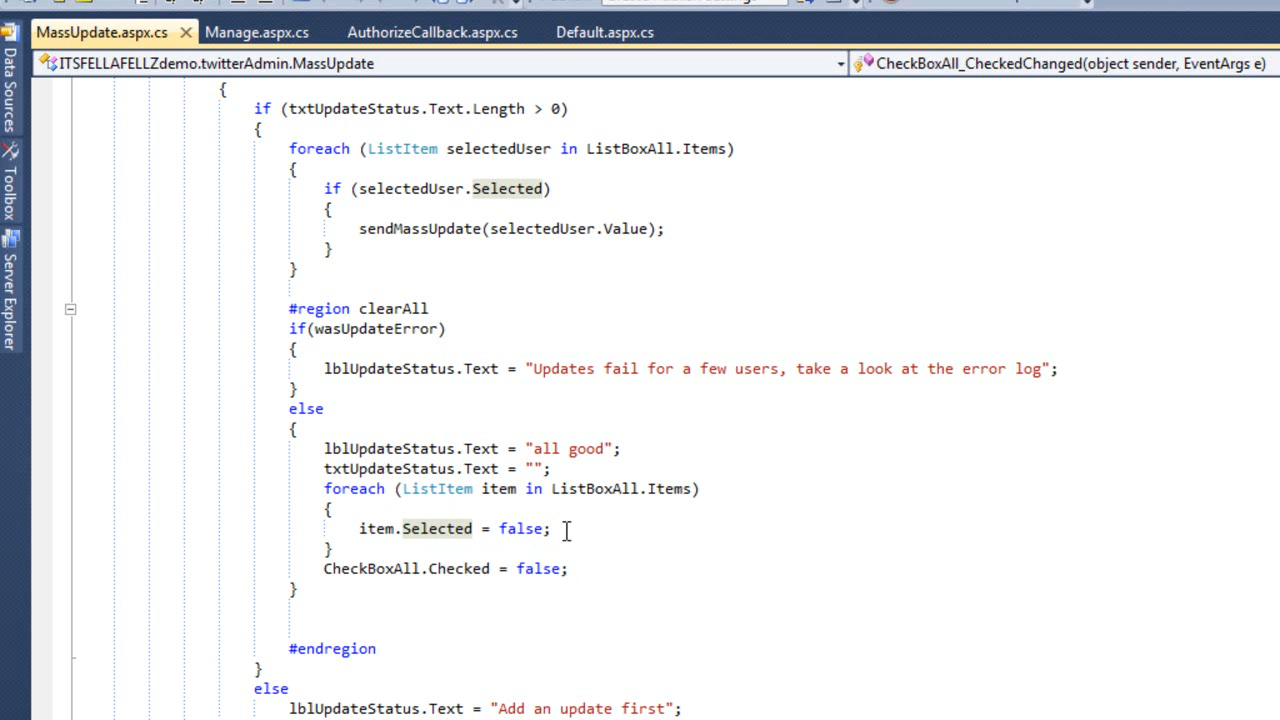 MassUpdate.aspx.cs Manage.aspx.cs AuthorizeCallback.aspx.cs Default.aspx.cs
ITSFELLAFELLZdemo.twitterAdmin.MassUpdate CheckBoxAll_CheckedChanged(object sender, EventArgs e)
Data Sources
Toolbox
Server Explorer
{
if (txtUpdateStatus.Text.Length > 0)
{
foreach (ListItem selectedUser in ListBoxAll.Items)
{
if (selectedUser.Selected)
{
sendMassUpdate(selectedUser.Value);
}
}
#region clearAll
if(wasUpdateError)
{
lblUpdateStatus.Text = "Updates fail for a few users, take a look at the error log";
}
else
{
lblUpdateStatus.Text = "all good";
txtUpdateStatus.Text = "";
foreach (ListItem item in ListBoxAll.Items)
{
item.Selected = false;
}
CheckBoxAll.Checked = false;
}
#endregion
}
else
lblUpdateStatus.Text = "Add an update first";